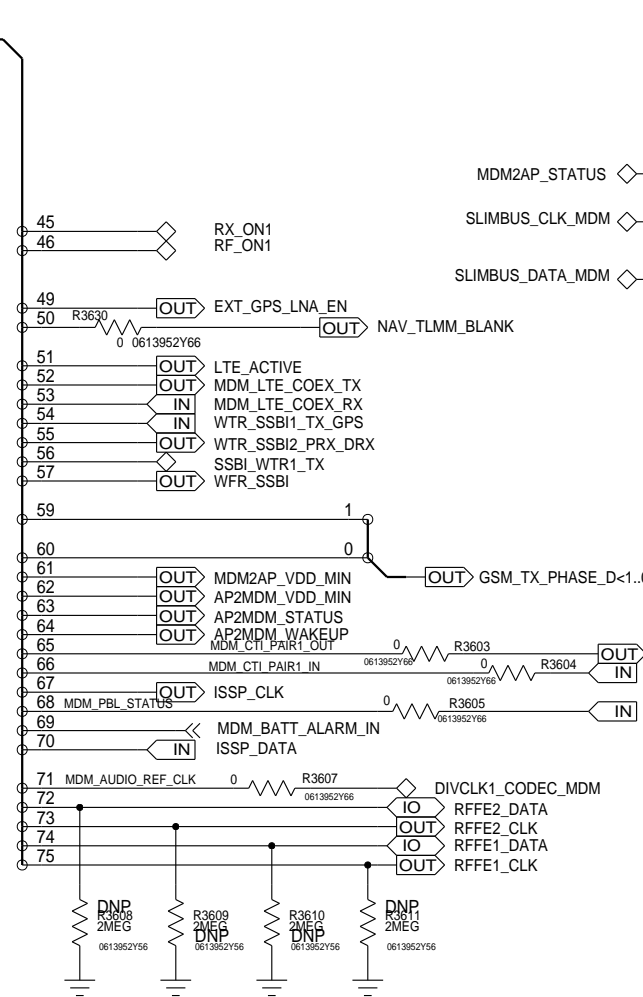 MDM2AP_STATUS
SLIMBUS_CLK_MDM
SLIMBUS_DATA_MDM
45 RX_ON1
46 RF_ON1
49 OUT EXT_GPS_LNA_EN
50 R3630 OUT NAV_TLMM_BLANK
0 0613952Y66
51 OUT LTE_ACTIVE
52 OUT MDM_LTE_COEX_TX
53 IN MDM_LTE_COEX_RX
54 IN WTR_SSBI1_TX_GPS
55 OUT WTR_SSBI2_PRX_DRX
56 SSBI_WTR1_TX
57 OUT WFR_SSBI
59 1
60 0
OUT GSM_TX_PHASE_D<1..
61 OUT MDM2AP_VDD_MIN
62 OUT AP2MDM_VDD_MIN
63 OUT AP2MDM_STATUS
64 OUT AP2MDM_WAKEUP
65 MDM_CTI_PAIR1_OUT 0 R3603 OUT
0613952Y66
66 MDM_CTI_PAIR1_IN 0 R3604 IN
0613952Y66
67 OUT ISSP_CLK
68 MDM_PBL_STATUS 0 R3605 IN
0613952Y66
69 MDM_BATT_ALARM_IN
70 IN ISSP_DATA
71 MDM_AUDIO_REF_CLK 0 R3607 DIVCLK1_CODEC_MDM
0613952Y66
72 IO RFFE2_DATA
73 OUT RFFE2_CLK
74 IO RFFE1_DATA
75 OUT RFFE1_CLK
DNP DNP
R3608 R3609 R3610 R3611
2MEG 2MEG 2MEG 2MEG
DNP DNP
0613952Y56 0613952Y56 0613952Y56 0613952Y56